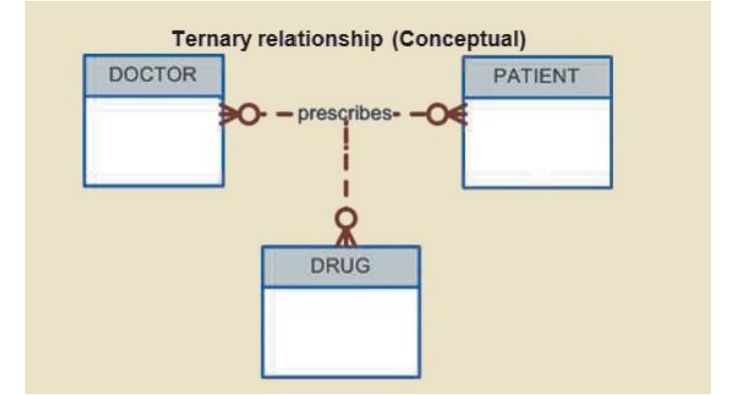 Ternary relationship (Conceptual)
DOCTOR
PATIENT
prescribes
DRUG